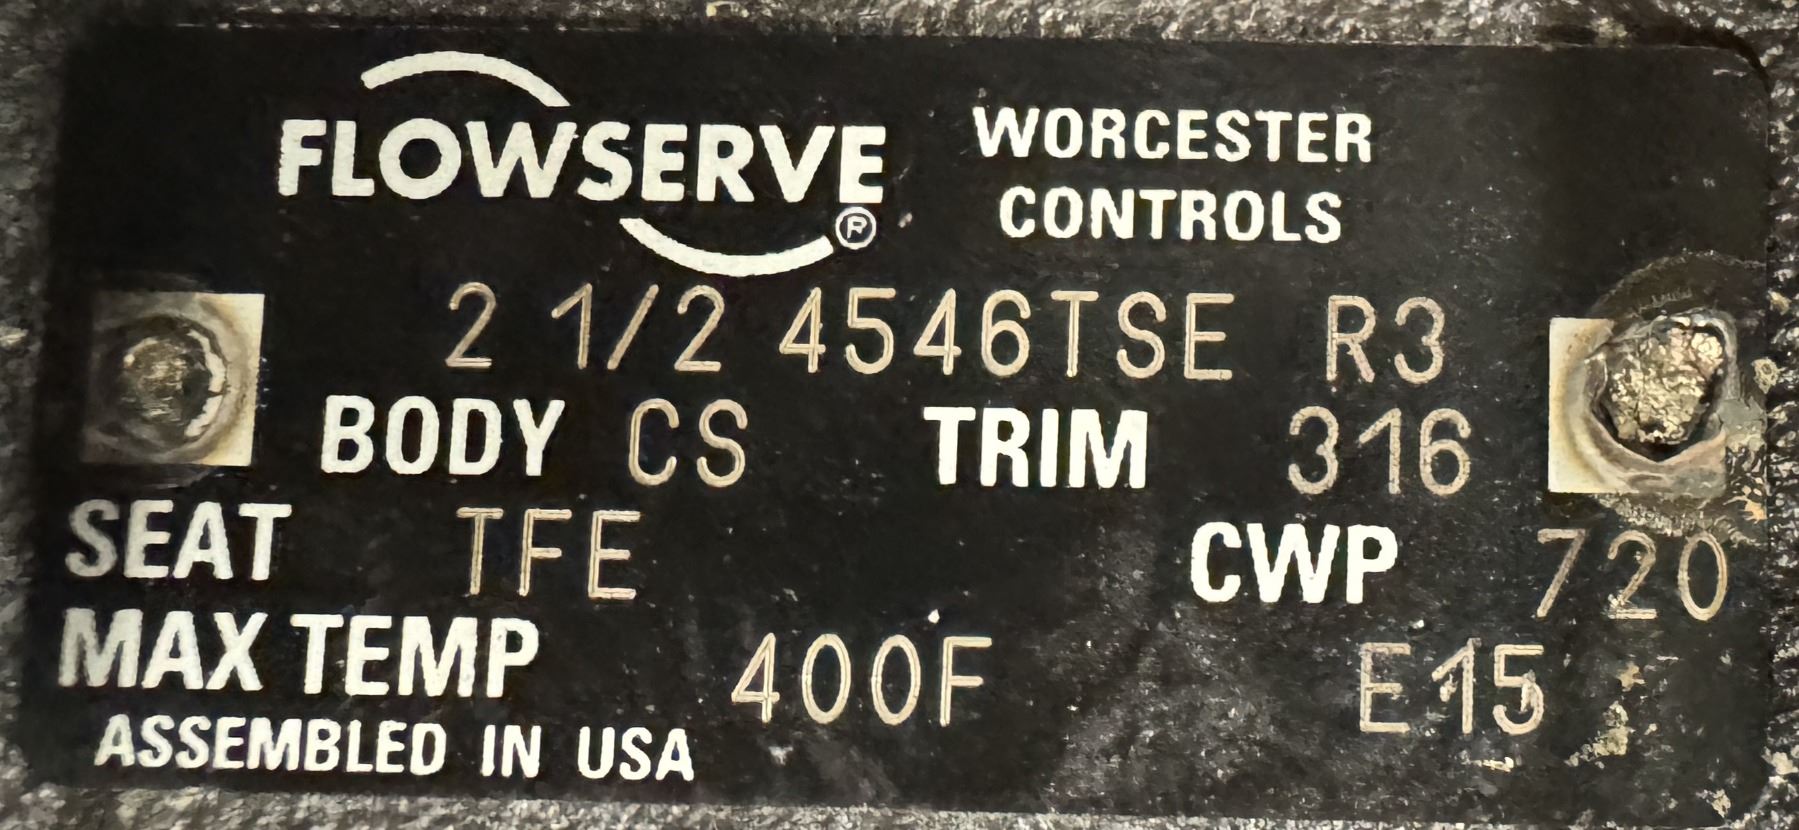 FLOWSERVE®
WORCESTER
CONTROLS
2 1/2 4546TSE R3
BODY CS TRIM 316
SEAT TFE CWP 720
MAX TEMP 400F E15
ASSEMBLED IN USA